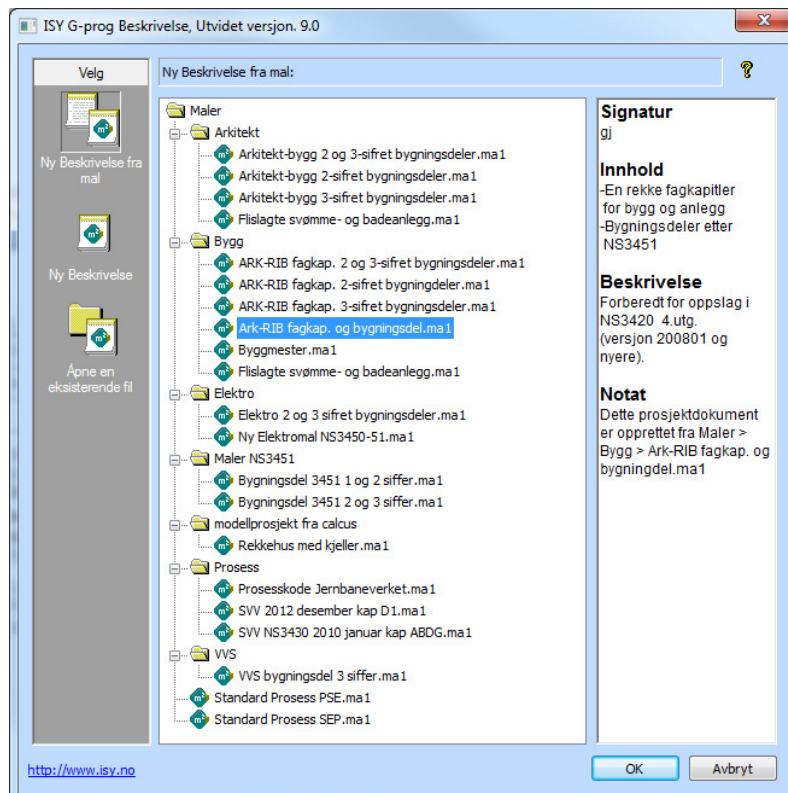 ISY G-prog Beskrivelse, Utvidet versjon. 9.0
Velg
Ny Beskrivelse fra
mal
Ny Beskrivelse
Åpne en
eksisterende fil
Ny Beskrivelse fra mal:
Maler
Arkitekt
Arkitekt-bygg 2 og 3-sifret bygningsdeler.ma1
Arkitekt-bygg 2-sifret bygningsdeler.ma1
Arkitekt-bygg 3-sifret bygningsdeler.ma1
Flislagte svømme- og badeanlegg.ma1
Bygg
ARK-RIB fagkap. 2 og 3-sifret bygningsdeler.ma1
ARK-RIB fagkap. 2-sifret bygningdeler.ma1
ARK-RIB fagkap. 3-sifret bygningsdeler.ma1
Ark-RIB fagkap. og bygningsdel.ma1
Byggmester.ma1
Flislagte svømme- og badeanlegg.ma1
Elektro
Elektro 2 og 3 sifret bygningsdeler.ma1
Ny Elektromal NS3450-51.ma1
Maler NS3451
Bygningsdel 3451 1 og 2 siffer.ma1
Bygningsdel 3451 2 og 3 siffer.ma1
modellprosjekt fra calcus
Rekkehus med kjeller.ma1
Prosess
Prosesskode Jernbaneverket.ma1
SVV 2012 desember kap D1.ma1
SVV NS3430 2010 januar kap ABDG.ma1
VVS
VVS bygningsdel 3 siffer.ma1
Standard Prosess PSE.ma1
Standard Prosess SEP.ma1
Signatur
gj
Innhold
-En rekke fagkapitler
for bygg og anlegg
-Bygningsdeler etter
NS3451
Beskrivelse
Forberedt for oppslag i
NS3420 4.utg.
(versjon 200801 og
nyere).
Notat
Dette prosjektdokument
er opprettet fra Maler >
Bygg > Ark-RIB fagkap. og
bygningdel.ma1
http://www.isy.no
OK
Avbryt